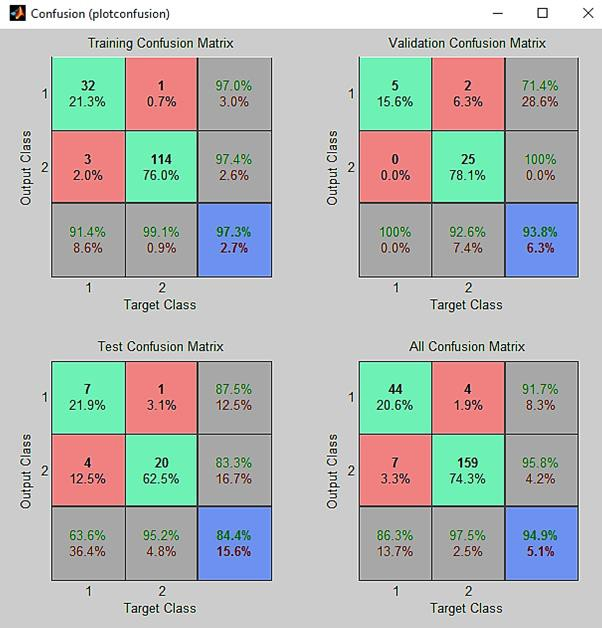 Confusion (plotconfusion)
Training Confusion Matrix
32 1 97.0%
1
21.3% 0.7% 3.0%
3 114 97.4%
2
2.0% 76.0% 2.6%
91.4% 99.1% 97.3%
8.6% 0.9% 2.7%
1 2
Target Class
Output Class
Validation Confusion Matrix
5 2 71.4%
1
15.6% 6.3% 28.6%
0 25 100%
2
0.0% 78.1% 0.0%
100% 92.6% 93.8%
0.0% 7.4% 6.3%
1 2
Target Class
Output Class
Test Confusion Matrix
7 1 87.5%
1
21.9% 3.1% 12.5%
4 20 83.3%
2
12.5% 62.5% 16.7%
63.6% 95.2% 84.4%
36.4% 4.8% 15.6%
1 2
Target Class
Output Class
All Confusion Matrix
44 4 91.7%
1
20.6% 1.9% 8.3%
7 159 95.8%
2
3.3% 74.3% 4.2%
86.3% 97.5% 94.9%
13.7% 2.5% 5.1%
1 2
Target Class
Output Class